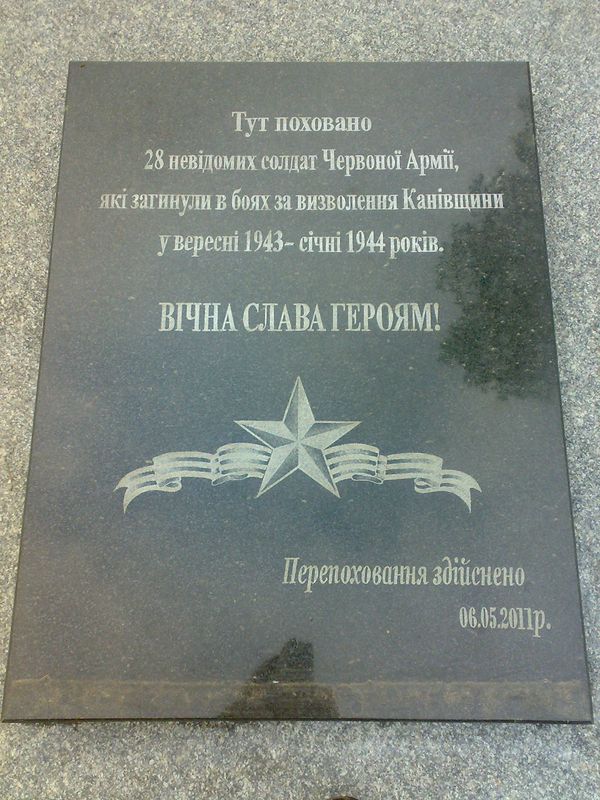 Тут поховано
28 невідомих солдат Червоної Армії,
які загинули в боях за визволення Канівщини
у вересні 1943- січні 1944 років.
ВІЧНА СЛАВА ГЕРОЯМ!
Перепоховання здійснено
06.05.2011р.